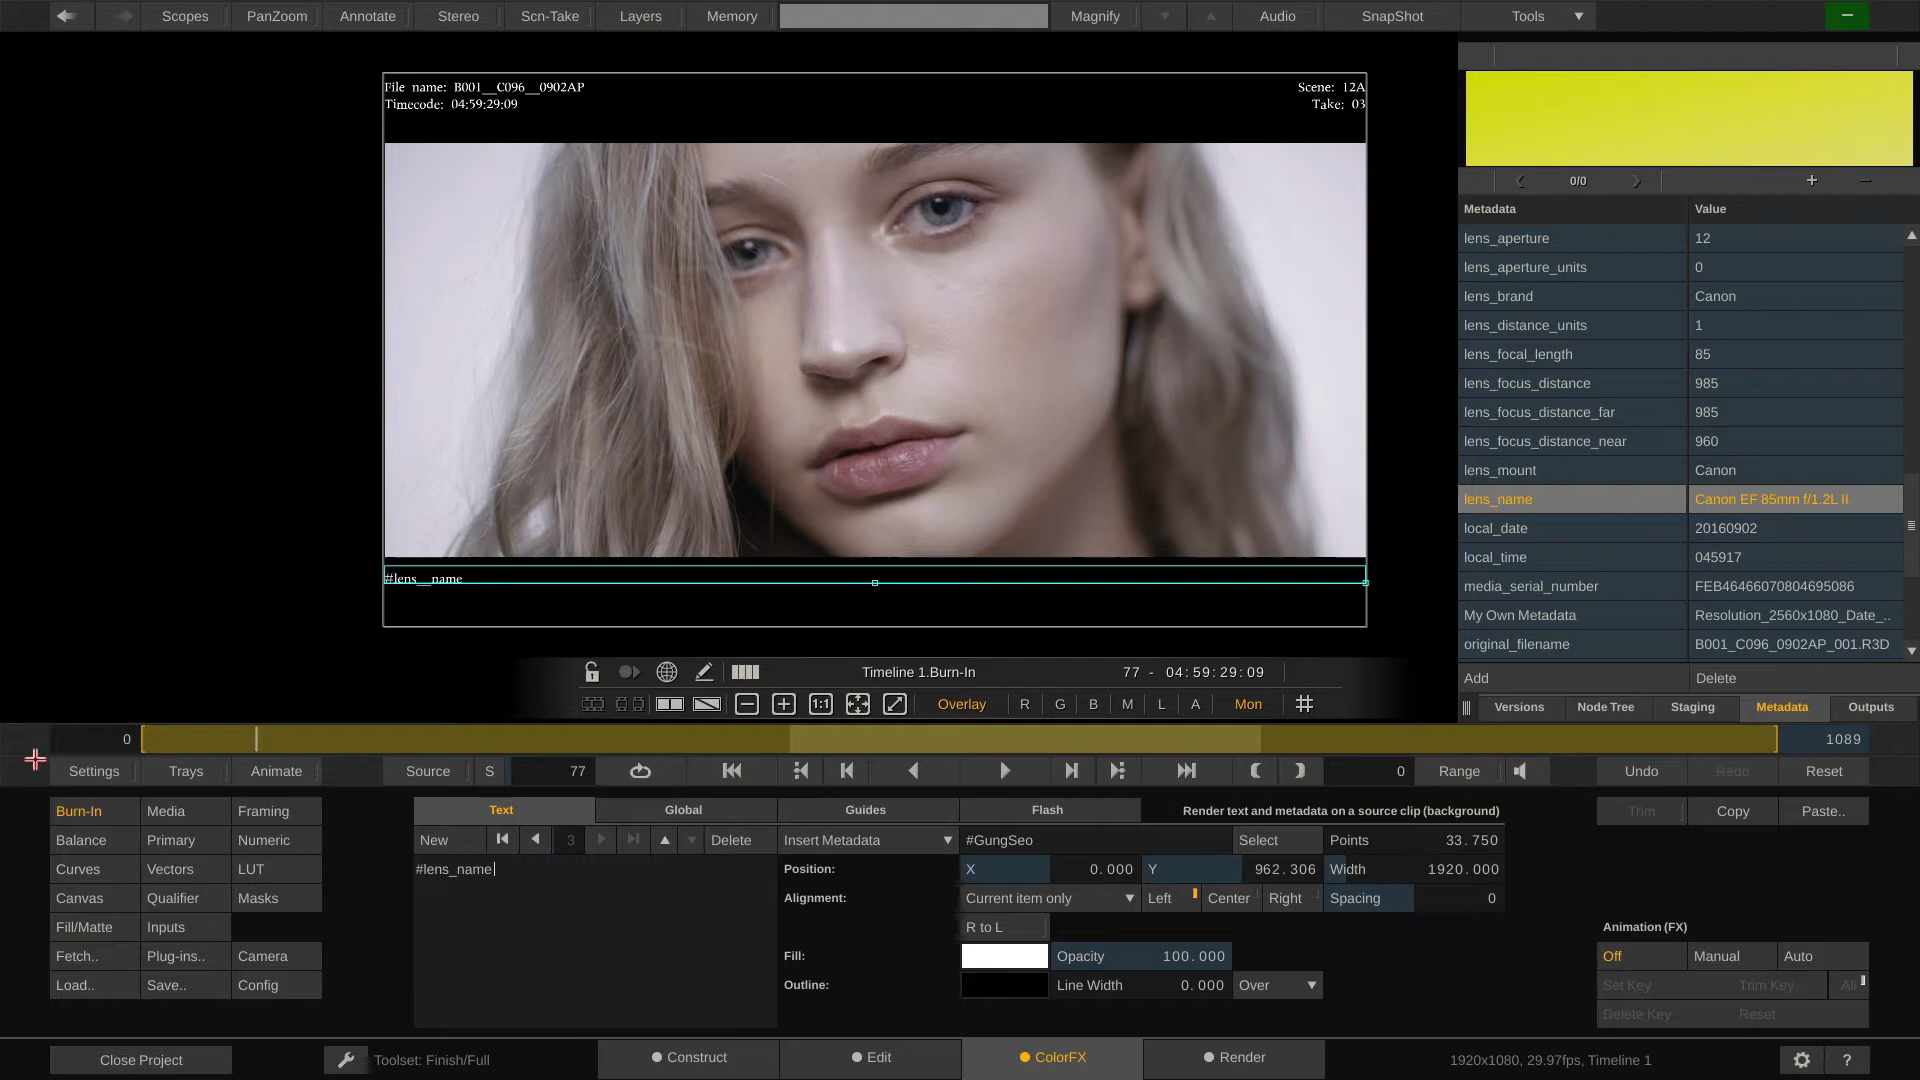 Scopes PanZoom Annotate Stereo Scn-Take Layers Memory Magnify Audio SnapShot Tools
File name: B001__C096__0902AP
Timecode: 04:59:29:09
Scene: 12A
Take: 03
#lens__name
0/0
Metadata Value
lens_aperture 12
lens_aperture_units 0
lens_brand Canon
lens_distance_units 1
lens_focal_length 85
lens_focus_distance 985
lens_focus_distance_far 985
lens_focus_distance_near 960
lens_mount Canon
lens_name Canon EF 85mm f/1.2L II
local_date 20160902
local_time 045917
media_serial_number FEB46466070804695086
My Own Metadata Resolution_2560x1080_Date_..
original_filename B001_C096_0902AP_001.R3D
Add Delete
Versions Node Tree Staging Metadata Outputs
Timeline 1.Burn-In 77 - 04:59:29:09
1:1 Overlay R G B M L A Mon
0 1089
Settings Trays Animate Source S 77 0 Range Undo Redo Reset
Burn-In Media Framing
Balance Primary Numeric
Curves Vectors LUT
Canvas Qualifier Masks
Fill/Matte Inputs
Fetch.. Plug-ins.. Camera
Load.. Save.. Config
Text Global Guides Flash Render text and metadata on a source clip (background)
New 3 Delete Insert Metadata #GungSeo Select Points 33.750
#lens_name
Position: X 0.000 Y 962.306 Width 1920.000
Alignment: Current item only Left Center Right Spacing 0
R to L
Fill: Opacity 100.000
Outline: Line Width 0.000 Over
Trim Copy Paste..
Animation (FX)
Off Manual Auto
Set Key Trim Key All
Delete Key Reset
Close Project Toolset: Finish/Full Construct Edit ColorFX Render 1920x1080, 29.97fps, Timeline 1 ?